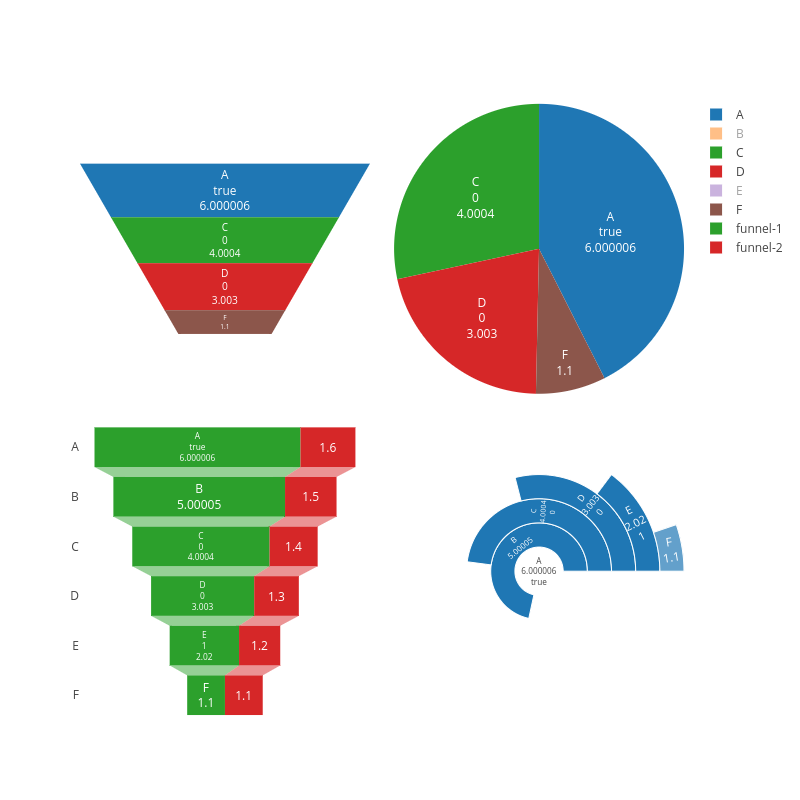 A
true
6.000006
C
0
4.0004
D
0
3.003
F
1.1
C
0
4.0004
A
true
6.000006
D
0
3.003
F
1.1
A
B
C
D
E
F
funnel-1
funnel-2
A
A
true
6.000006
1.6
B
B
5.00005
1.5
C
C
0
4.0004
1.4
D
D
0
3.003
1.3
E
E
1
2.02
1.2
F
F
1.1
1.1
A
6.000006
true
B
5.00005
C
4.0004
0
D
3.003
0
E
2.02
1
F
1.1